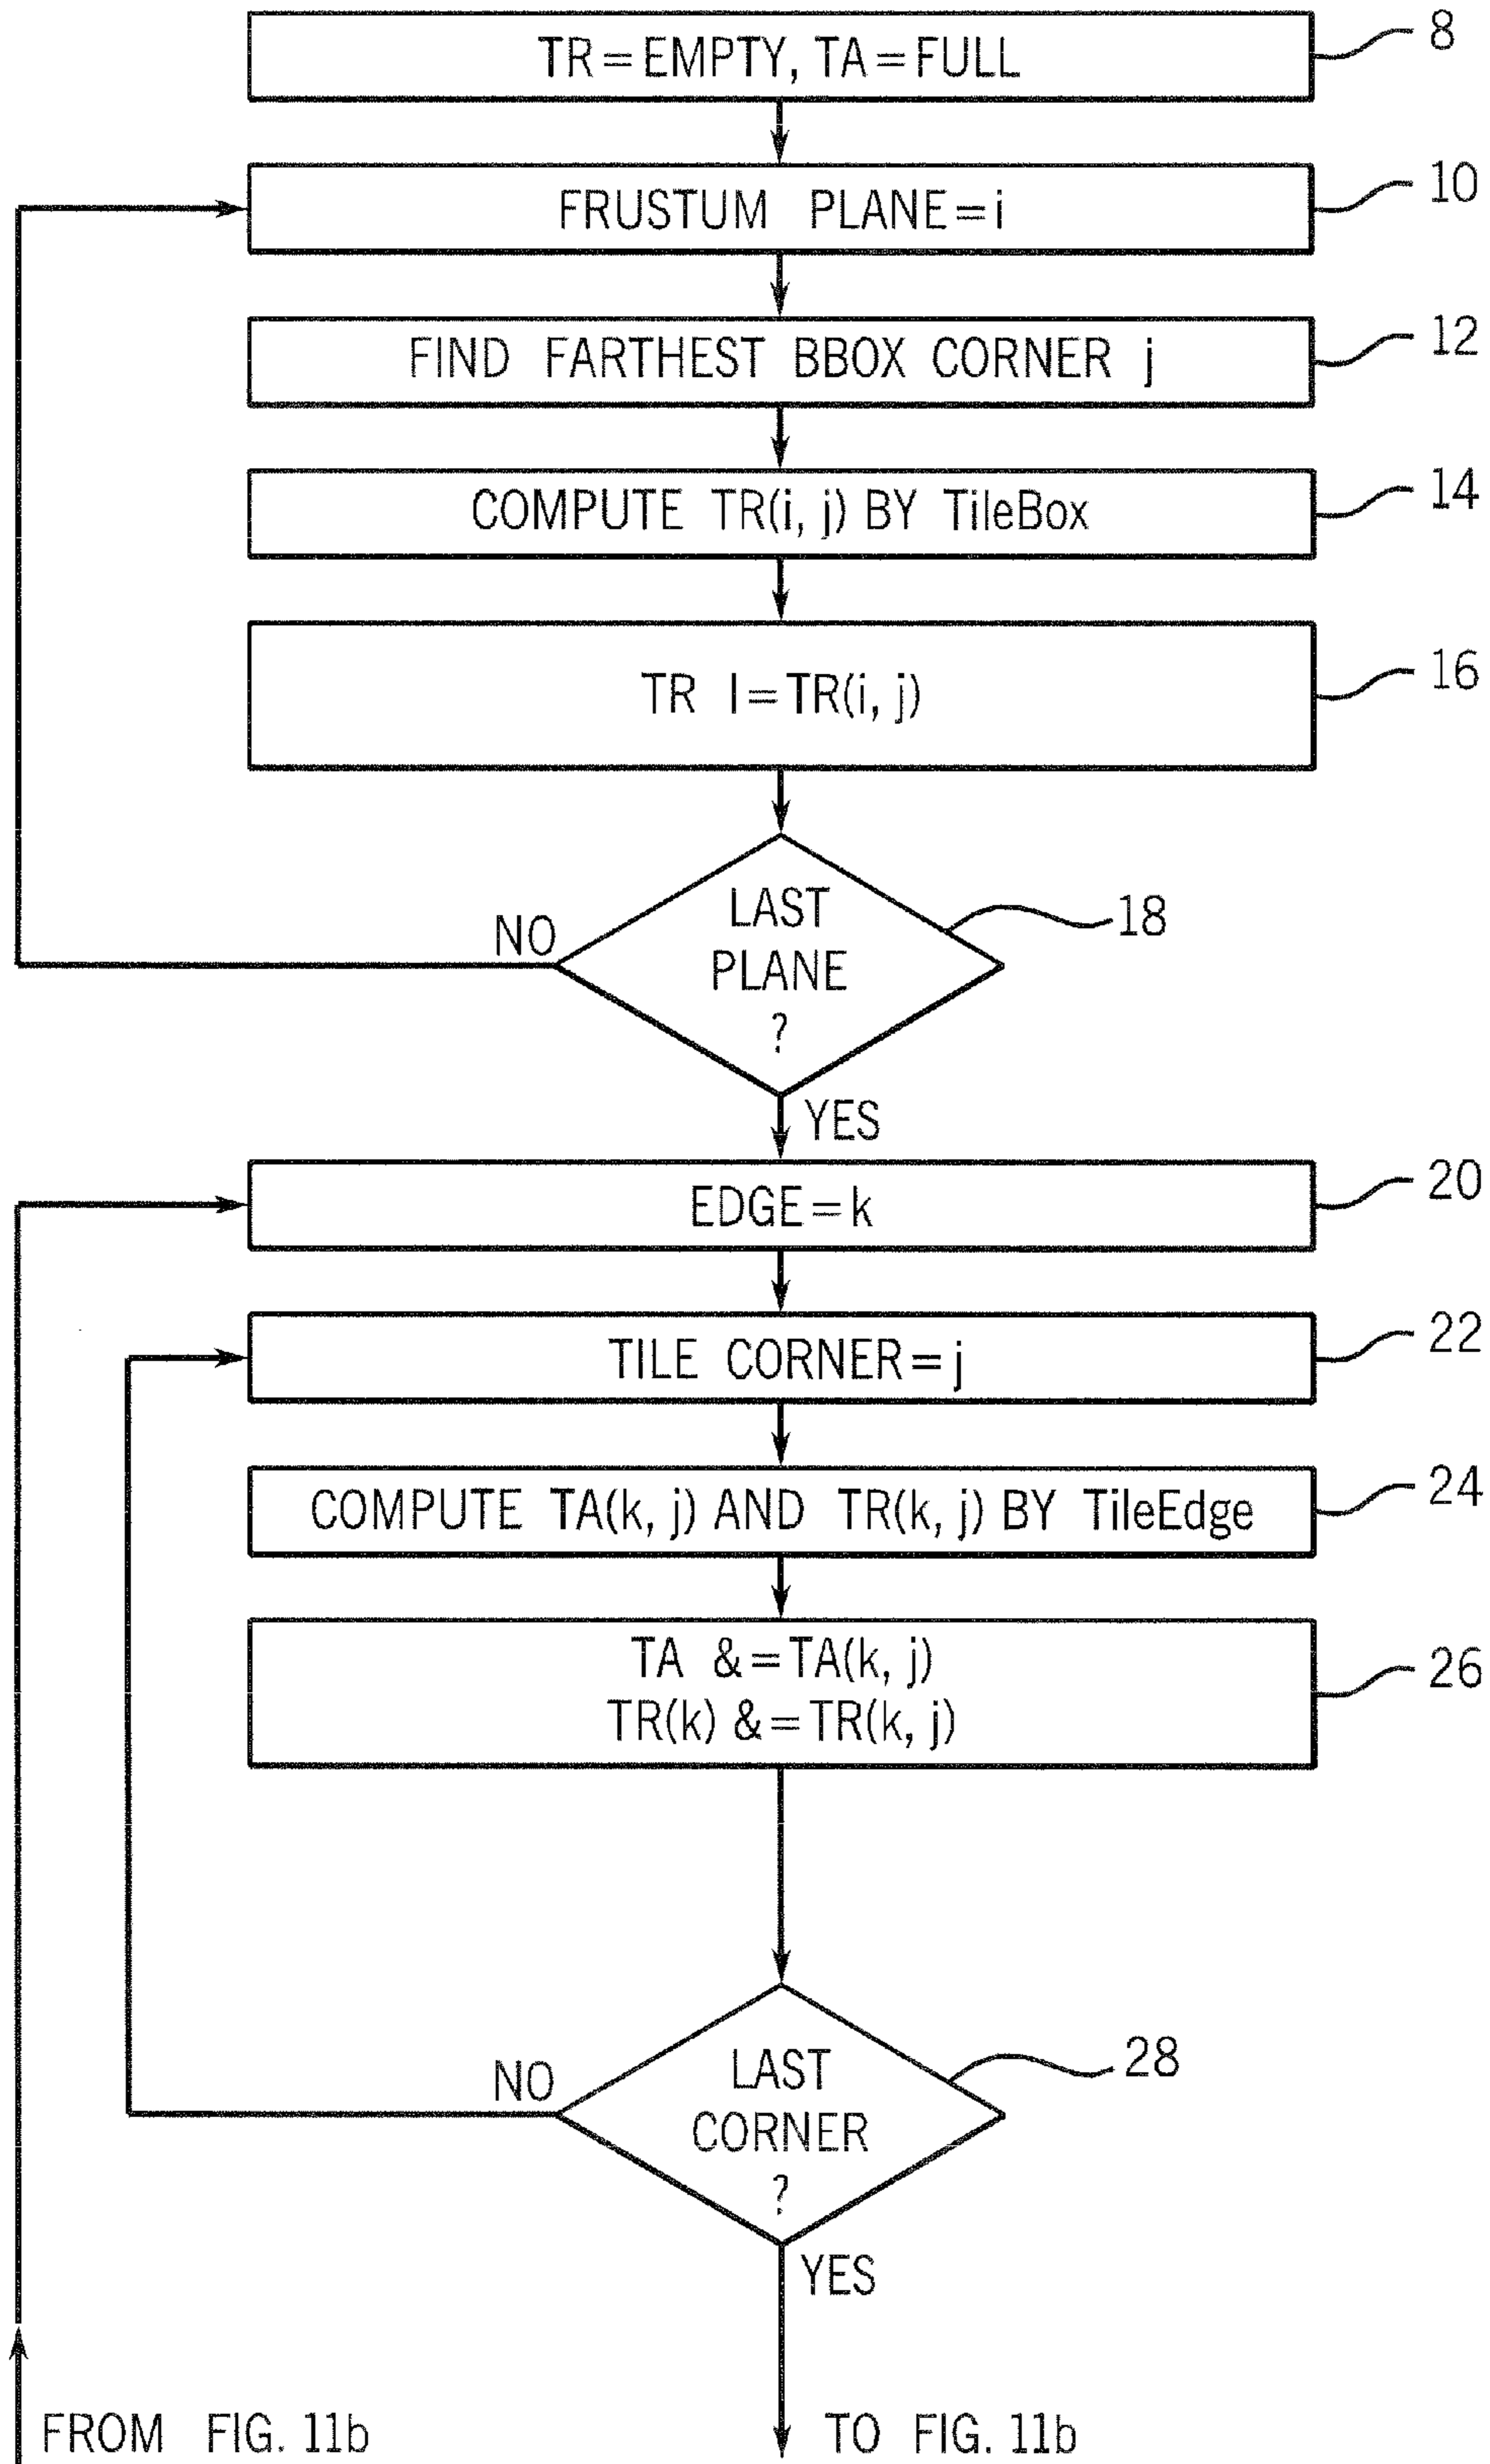 TR=EMPTY, TA=FULL
8
FRUSTUM PLANE=i
10
FIND FARTHEST BBOX CORNER j
12
COMPUTE TR(i, j) BY TileBox
14
TR I=TR(i, j)
16
LAST
PLANE
?
18
NO
YES
EDGE=k
20
TILE CORNER=j
22
COMPUTE TA(k, j) AND TR(k, j) BY TileEdge
24
TA &=TA(k, j)
TR(k) &=TR(k, j)
26
LAST
CORNER
?
28
NO
YES
FROM FIG. 11b
TO FIG. 11b